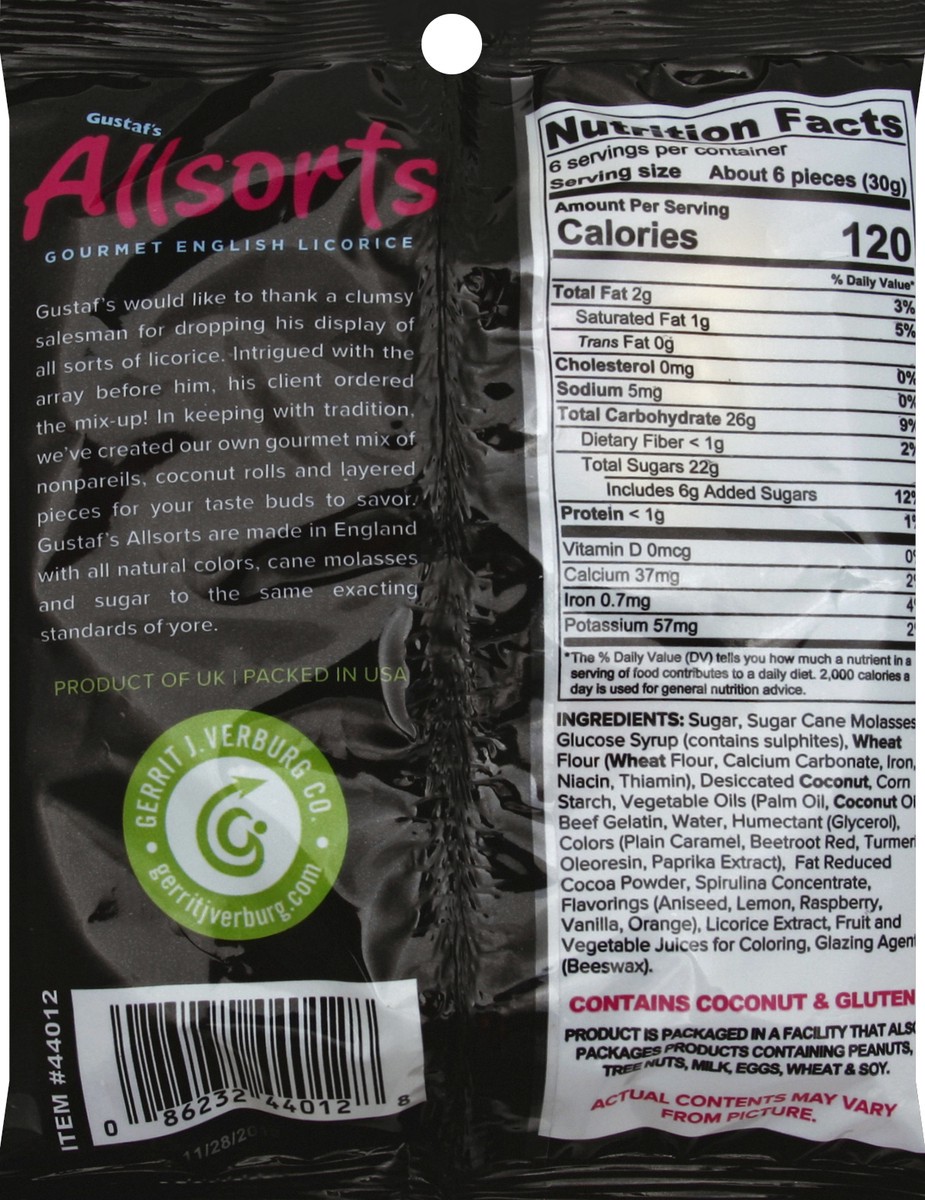 Gustaf's
Allsorts
GOURMET ENGLISH LICORICE
Gustaf's would like to thank a clumsy
salesman for dropping his display of
all sorts of licorice. Intrigued with the
array before him, his client ordered
the mix-up! In keeping with tradition,
we've created our own gourmet mix of
nonpareils, coconut rolls and layered
pieces for your taste buds to savor.
Gustaf's Allsorts are made in England
with all natural colors, cane molasses
and sugar to the same exacting
standards of yore.
PRODUCT OF UK | PACKED IN USA
GERRIT J.VERBURG CO.
gerritjverburg.com
ITEM #44012
0 86232 44012 8
11/28/20
Nutrition Facts
6 servings per container
Serving size About 6 pieces (30g)
Amount Per Serving
Calories 120
% Daily Value*
Total Fat 2g 3%
Saturated Fat 1g 5%
Trans Fat 0g
Cholesterol 0mg 0%
Sodium 5mg 0%
Total Carbohydrate 26g 9%
Dietary Fiber < 1g 2%
Total Sugars 22g
Includes 6g Added Sugars 12%
Protein < 1g 1%
Vitamin D 0mcg 0%
Calcium 37mg 2%
Iron 0.7mg 4%
Potassium 57mg 2%
*The % Daily Value (DV) tells you how much a nutrient in a
serving of food contributes to a daily diet. 2,000 calories a
day is used for general nutrition advice.
INGREDIENTS: Sugar, Sugar Cane Molasses
Glucose Syrup (contains sulphites), Wheat
Flour (Wheat Flour, Calcium Carbonate, Iron,
Niacin, Thiamin), Desiccated Coconut, Corn
Starch, Vegetable Oils (Palm Oil, Coconut Oi
Beef Gelatin, Water, Humectant (Glycerol),
Colors (Plain Caramel, Beetroot Red, Turmeri
Oleoresin, Paprika Extract), Fat Reduced
Cocoa Powder, Spirulina Concentrate,
Flavorings (Aniseed, Lemon, Raspberry,
Vanilla, Orange), Licorice Extract, Fruit and
Vegetable Juices for Coloring, Glazing Agent
(Beeswax).
CONTAINS COCONUT & GLUTEN
PRODUCT IS PACKAGED IN A FACILITY THAT ALSO
PACKAGES PRODUCTS CONTAINING PEANUTS,
TREE NUTS, MILK, EGGS, WHEAT & SOY.
ACTUAL CONTENTS MAY VARY
FROM PICTURE.